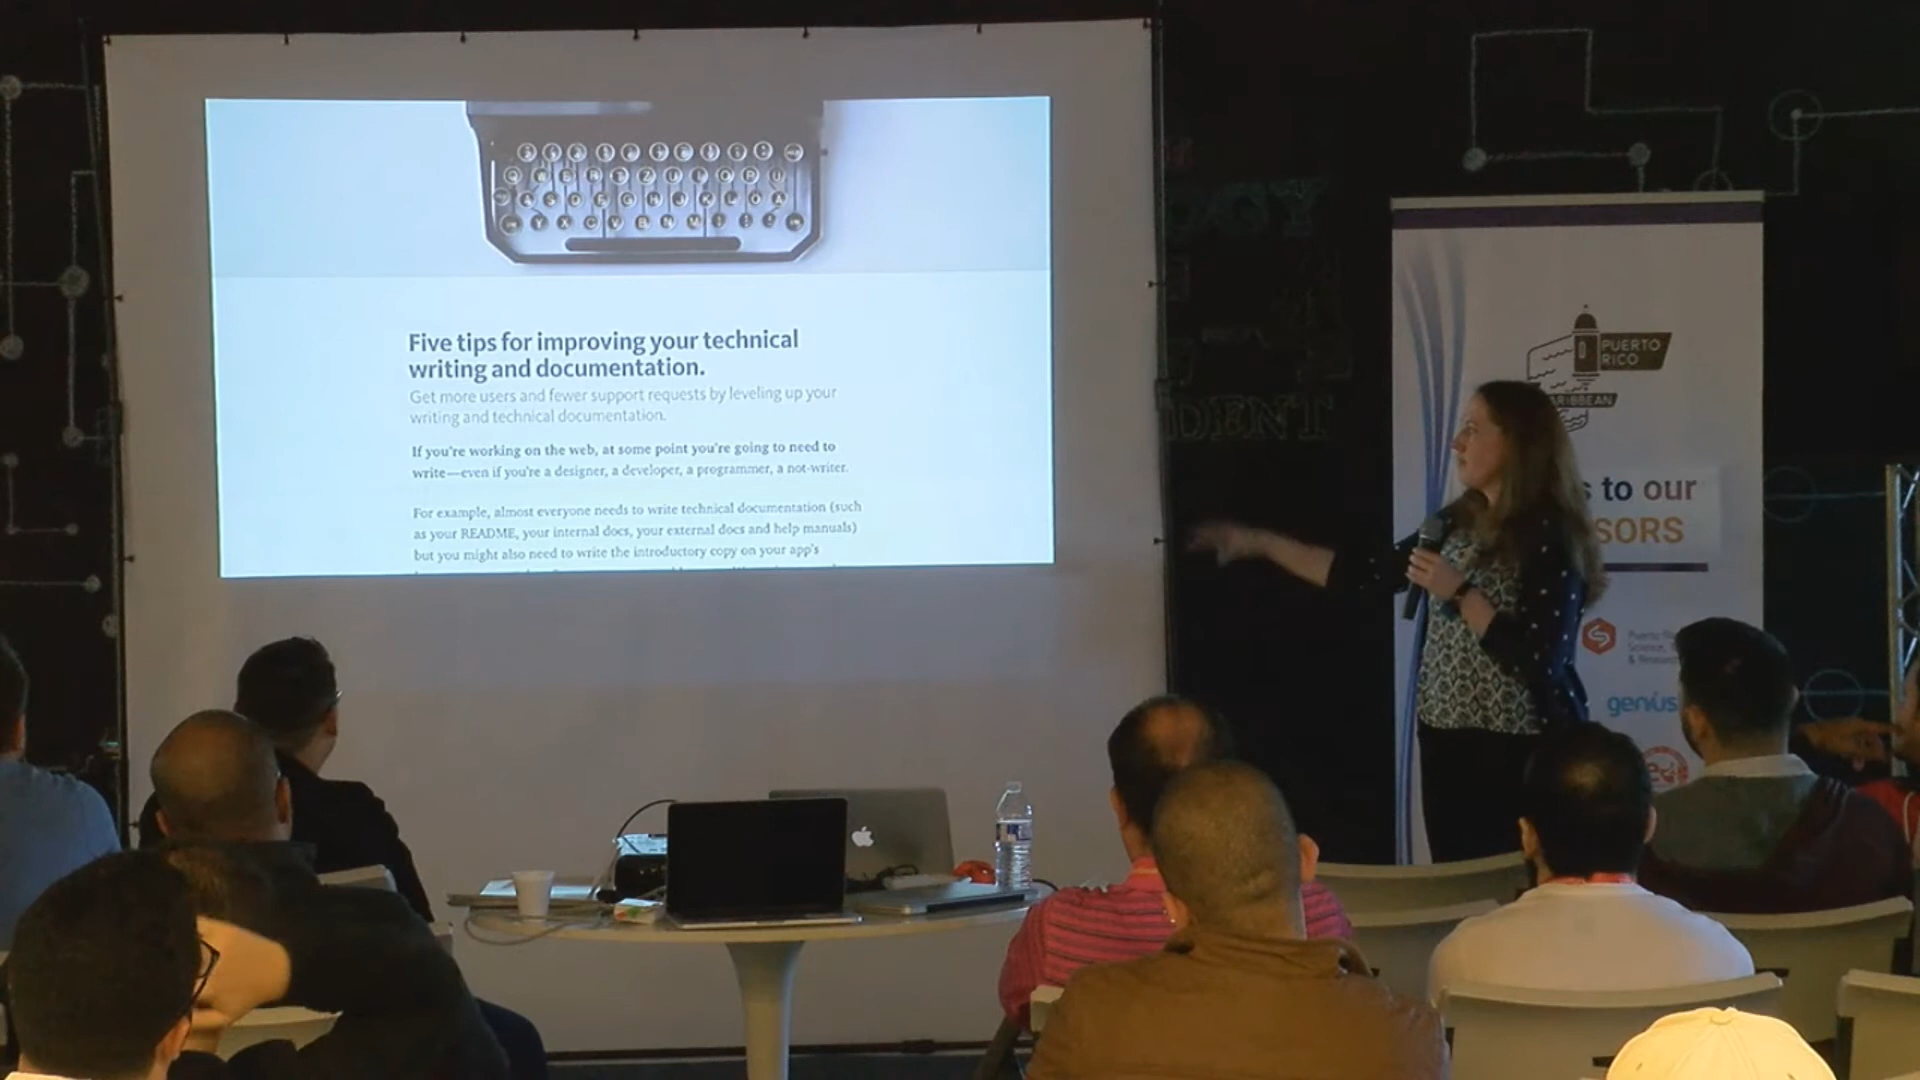 Five tips for improving your technical
writing and documentation.
Get more users and fewer support requests by leveling up your
writing and technical documentation.
If you're working on the web, at some point you're going to need to
write—even if you're a designer, a developer, a programmer, a not-writer.
For example, almost everyone needs to write technical documentation (such
as your README, your internal docs, your external docs and help manuals)
but you might also need to write the introductory copy on your app's
PUERTO
RICO
to our
genius